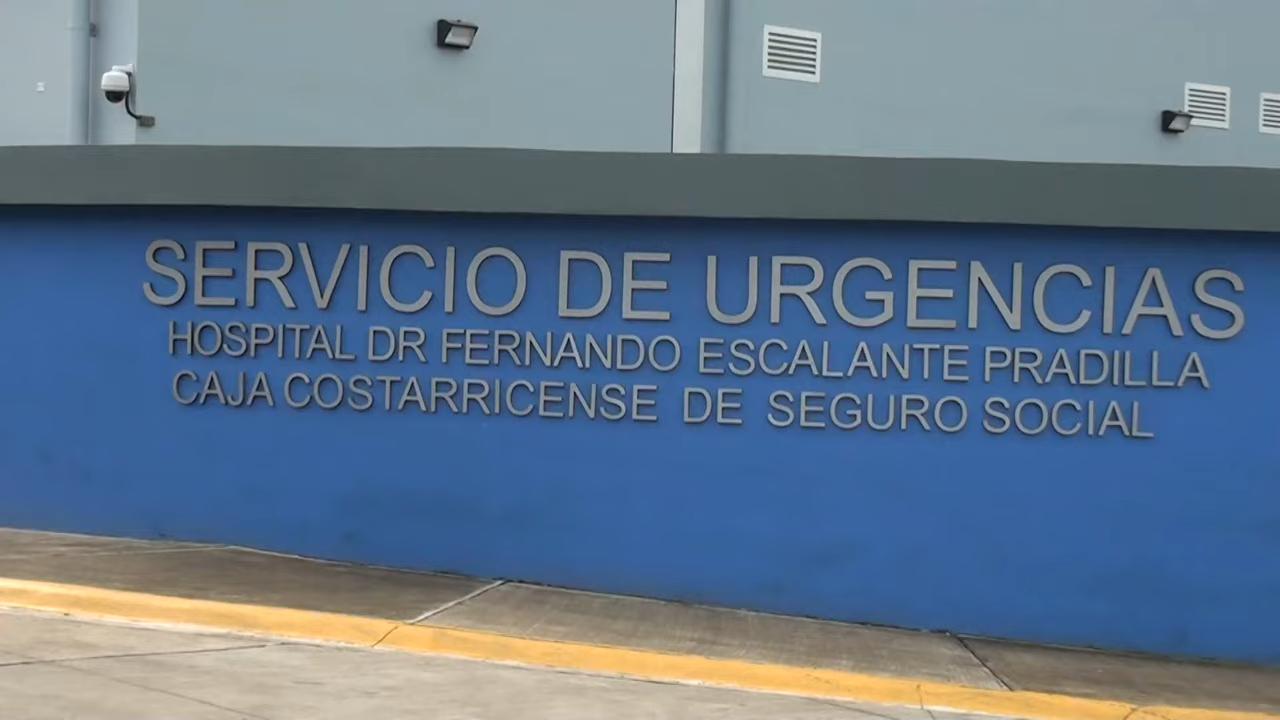 SERVICIO DE URGENCIAS
HOSPITAL DR FERNANDO ESCALANTE PRADILLA
CAJA COSTARRICENSE DE SEGURO SOCIAL